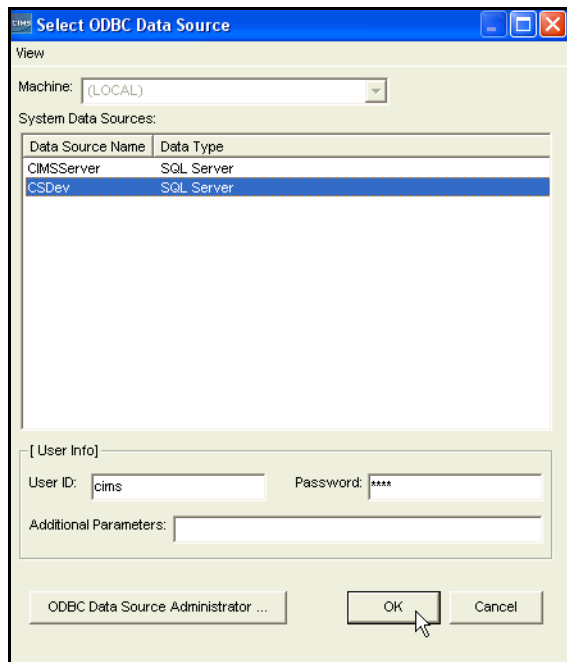 CIMS Select ODBC Data Source
View
Machine: (LOCAL)
System Data Sources:
Data Source Name Data Type
CIMSServer SQL Server
CSDev SQL Server
[ User Info]
User ID: cims Password: ****
Additional Parameters:
ODBC Data Source Administrator ... OK Cancel